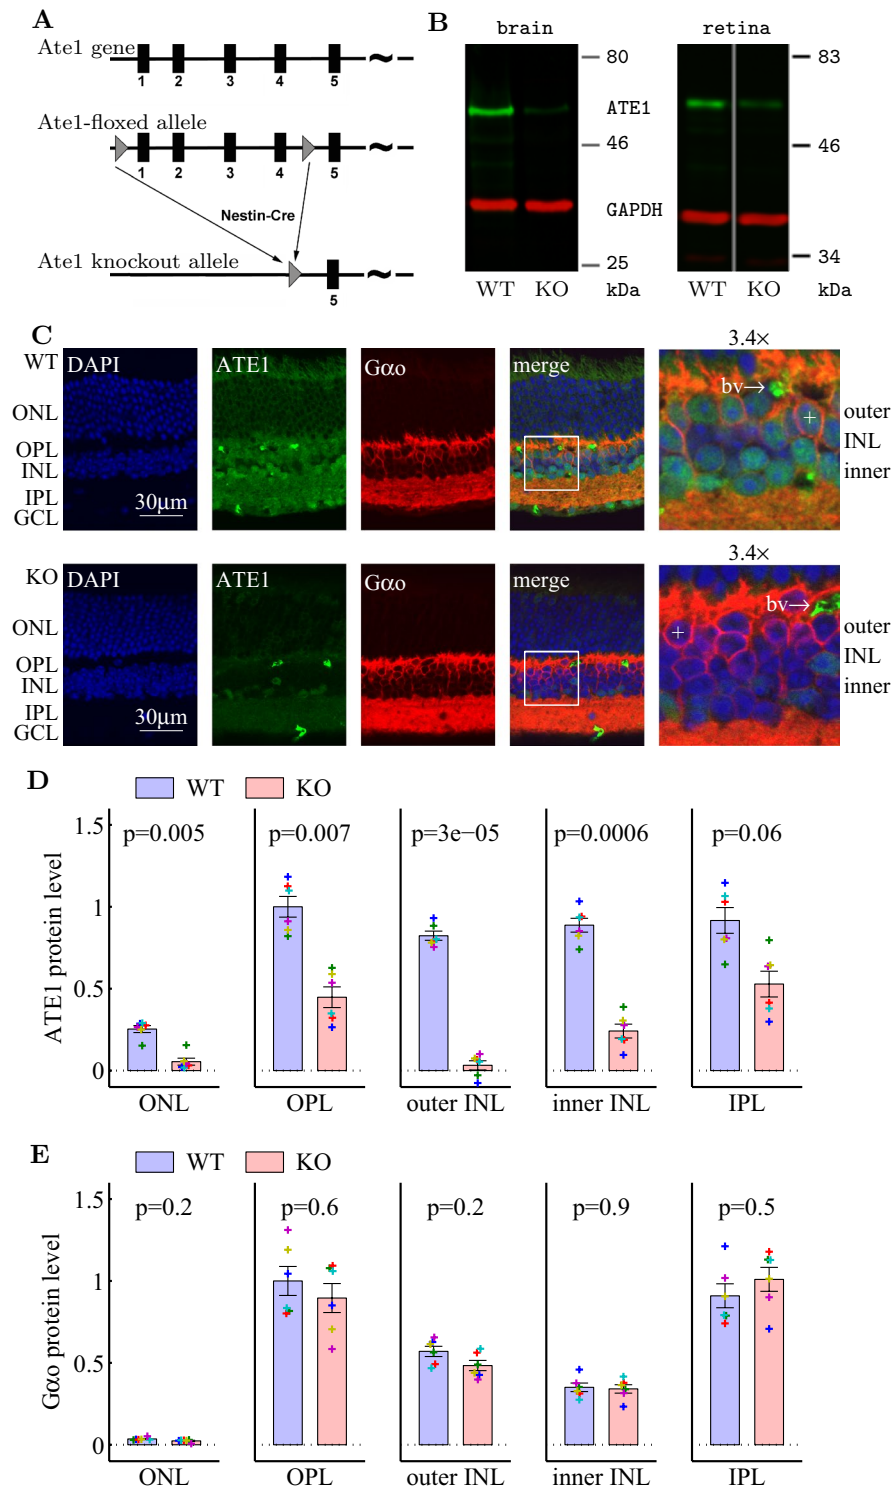 A
Ate1 gene
1 2 3 4 5
Ate1-floxed allele
1 2 3 4 5
Nestin-Cre
Ate1 knockout allele
5
B
brain retina
80 83
ATE1
46 46
GAPDH
25 34
WT KO kDa WT KO kDa
C
3.4×
WT DAPI ATE1 Gαo merge
bv→
ONL + outer
OPL INL
INL inner
IPL 30μm
GCL
3.4×
KO DAPI ATE1 Gαo merge
bv→
ONL + outer
OPL INL
INL inner
IPL 30μm
GCL
D
WT KO
ATE1 protein level
1.5
1
0.5
0
p=0.005 p=0.007 p=3e−05 p=0.0006 p=0.06
ONL OPL outer INL inner INL IPL
E
WT KO
Gαo protein level
1.5
1
0.5
0
p=0.2 p=0.6 p=0.2 p=0.9 p=0.5
ONL OPL outer INL inner INL IPL